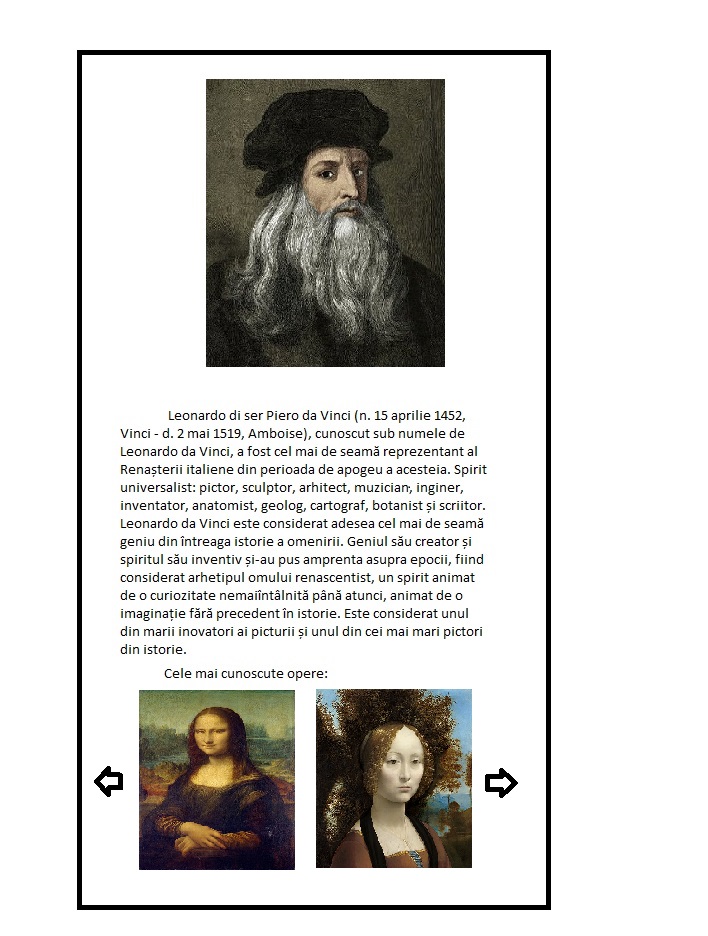 Leonardo di ser Piero da Vinci (n. 15 aprilie 1452,
Vinci - d. 2 mai 1519, Amboise), cunoscut sub numele de
Leonardo da Vinci, a fost cel mai de seamă reprezentant al
Renașterii italiene din perioada de apogeu a acesteia. Spirit
universalist: pictor, sculptor, arhitect, muzician, inginer,
inventator, anatomist, geolog, cartograf, botanist și scriitor.
Leonardo da Vinci este considerat adesea cel mai de seamă
geniu din întreaga istorie a omenirii. Geniul său creator și
spiritul său inventiv și-au pus amprenta asupra epocii, fiind
considerat arhetipul omului renascentist, un spirit animat
de o curiozitate nemaiîntâlnită până atunci, animat de o
imaginație fără precedent în istorie. Este considerat unul
din marii inovatori ai picturii și unul din cei mai mari pictori
din istorie.
Cele mai cunoscute opere: